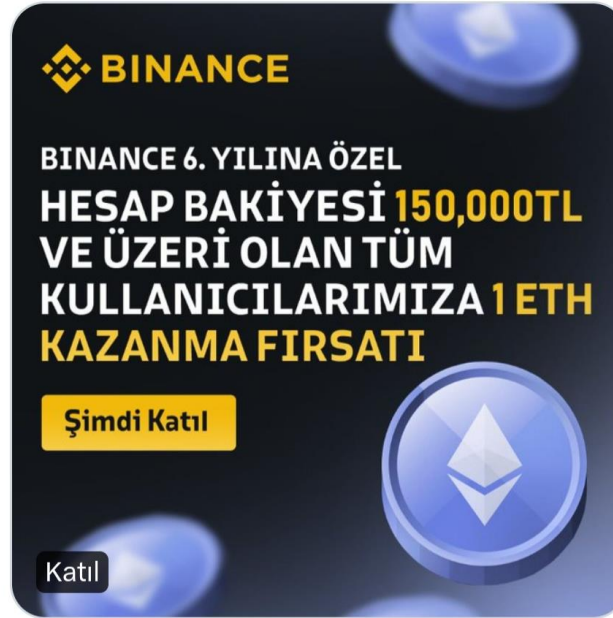 BINANCE
BINANCE 6. YILINA ÖZEL
HESAP BAKİYESİ 150,000TL
VE ÜZERİ OLAN TÜM
KULLANICILARIMIZA 1 ETH
KAZANMA FIRSATI
Şimdi Katıl
Katıl